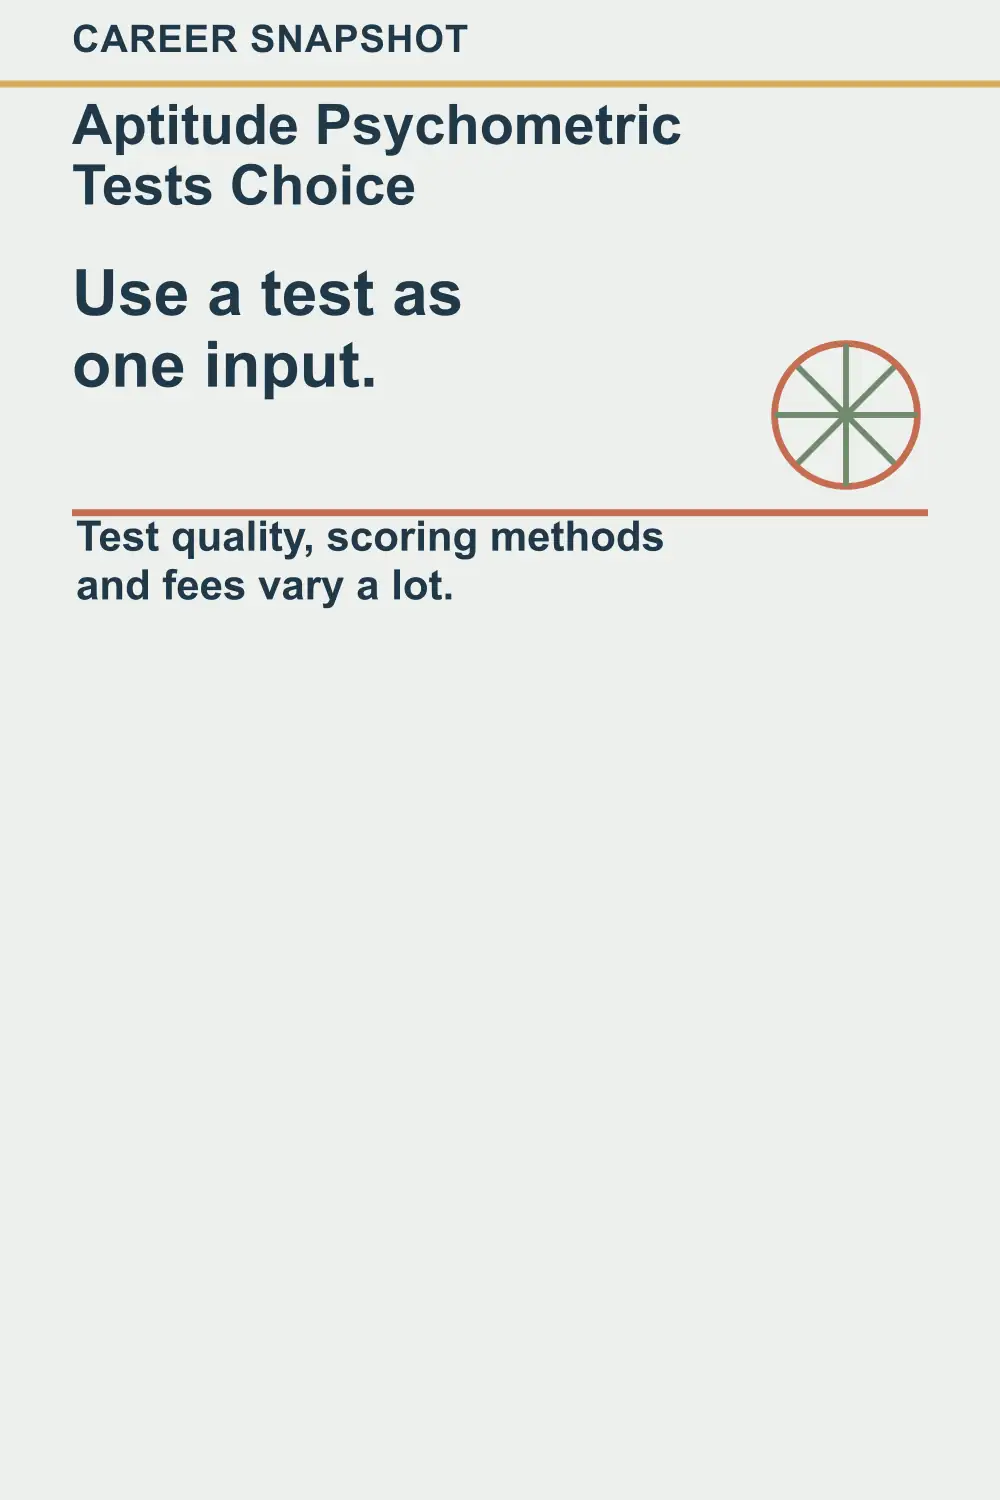 CAREER SNAPSHOT
Aptitude Psychometric
Tests Choice
Use a test as
one input.
Test quality, scoring methods
and fees vary a lot.